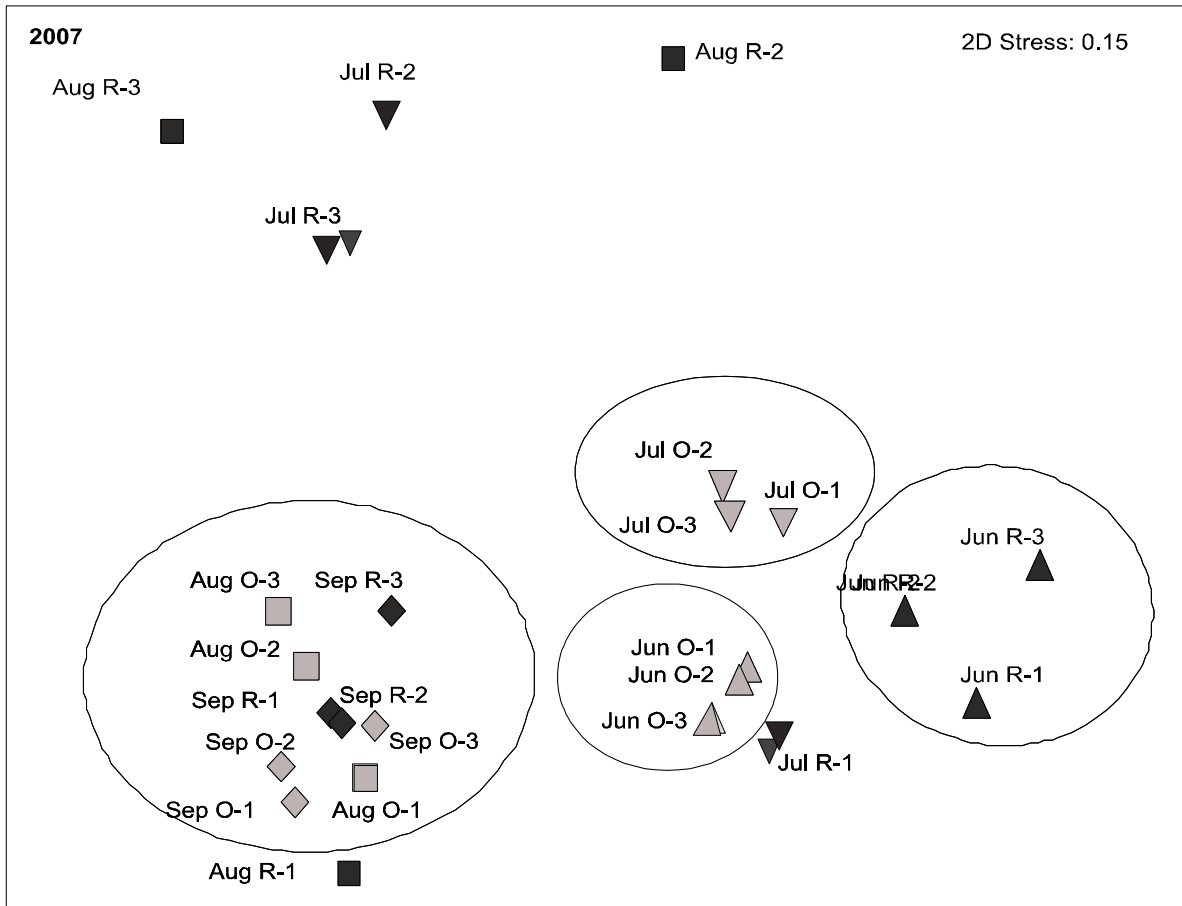 2007
2D Stress: 0.15
Aug R-2
Jul R-2
Aug R-3
Jul R-3
Jul O-2
Jul O-1
Jul O-3
Jun R-3
Aug O-3
Sep R-3
Jun R-2
Jun O-1
Aug O-2
Jun O-2
Jun R-1
Sep R-1
Sep R-2
Jun O-3
Sep O-2
Sep O-3
Jul R-1
Sep O-1
Aug O-1
Aug R-1